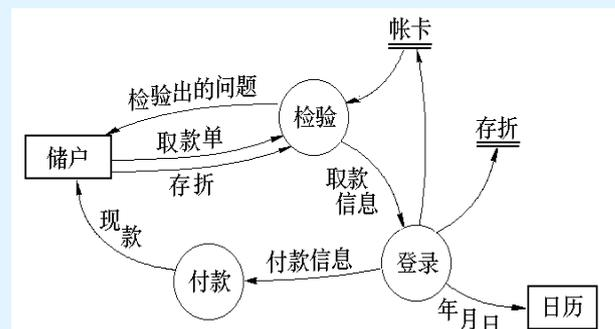 帐卡
检验出的问题
检验
存折
储户
取款单
存折
取款
信息
现款
付款信息
付款
登录
年月日
日历